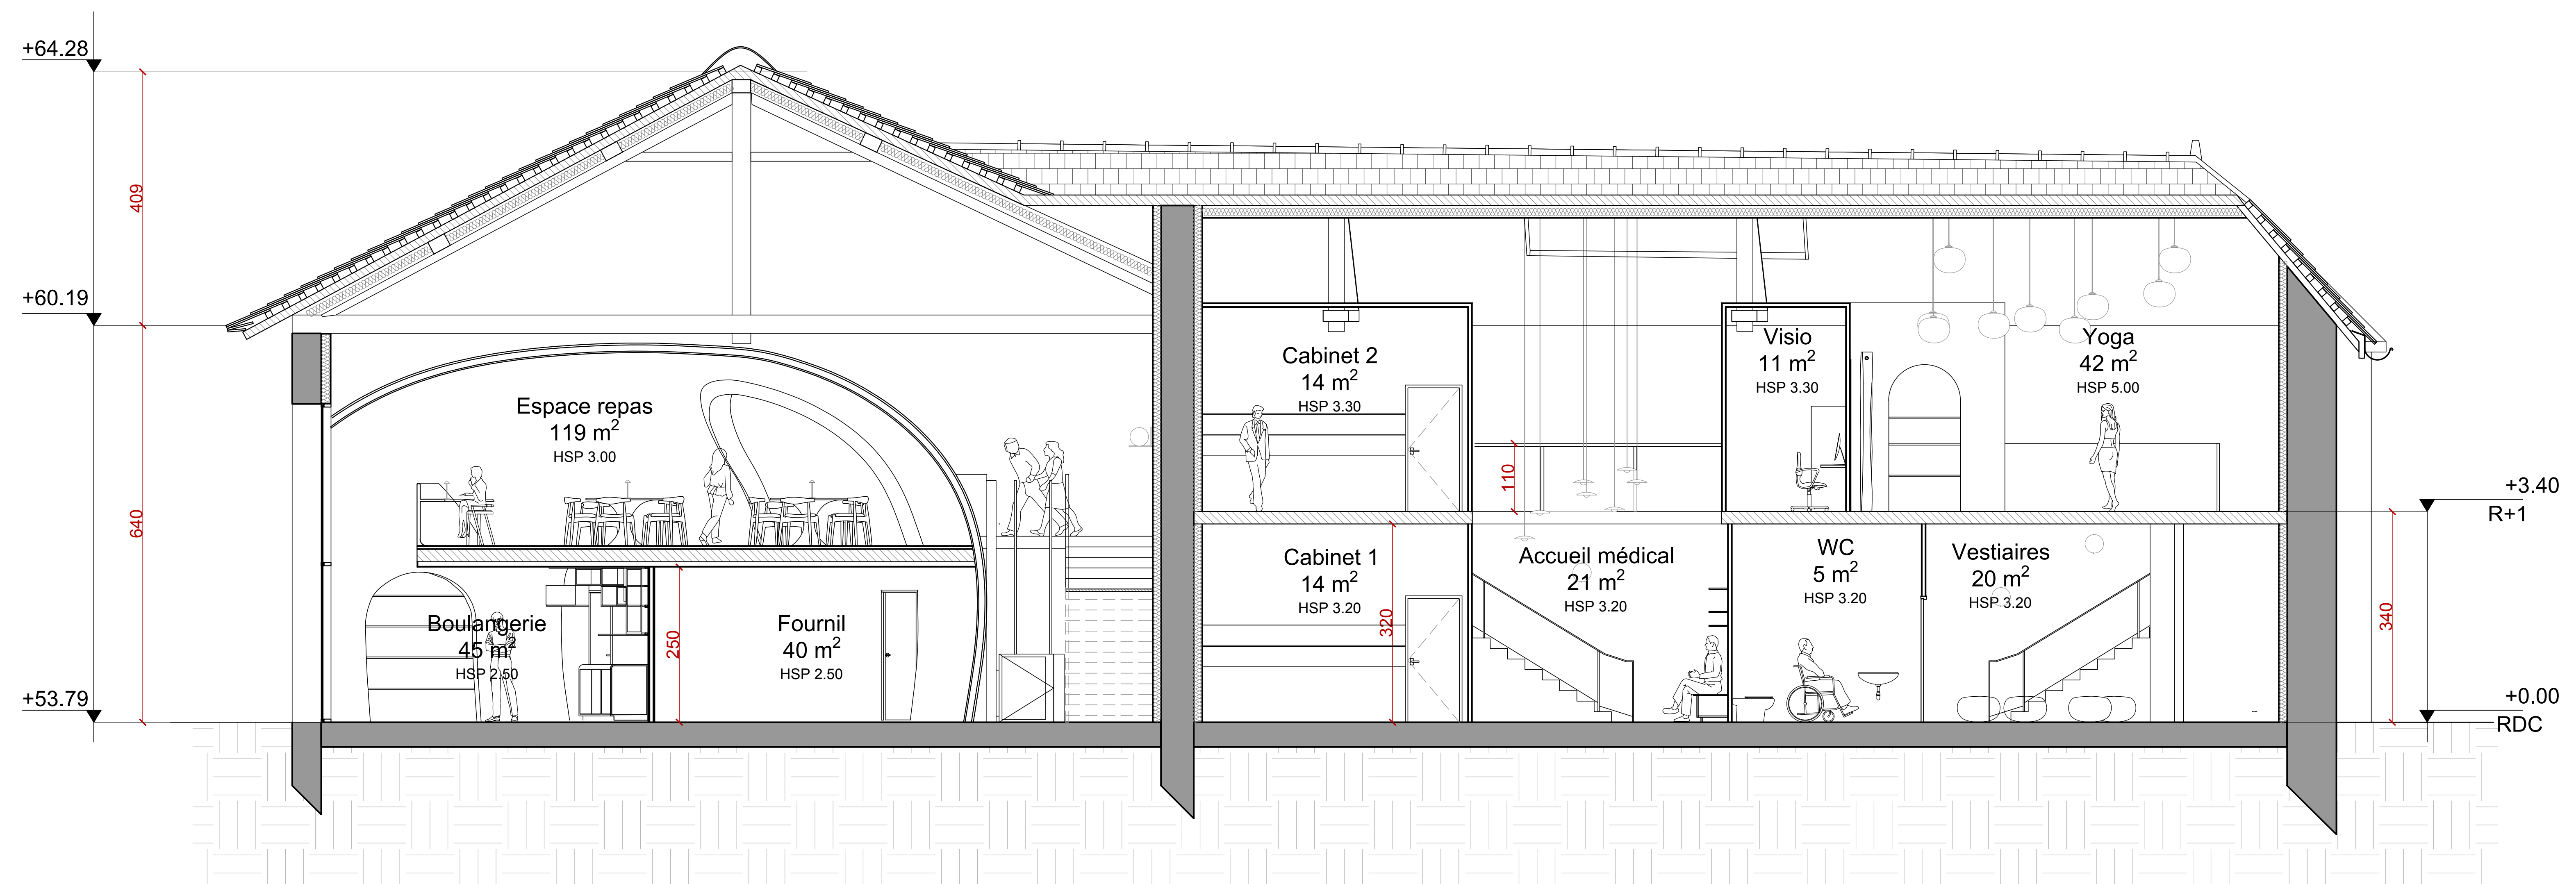 +64.28
409
+60.19
640
+53.79
Espace repas
119 m²
HSP 3.00
Boulangerie
45 m²
HSP 2.50
250
Fournil
40 m²
HSP 2.50
Cabinet 2
14 m²
HSP 3.30
Cabinet 1
14 m²
HSP 3.20
320
110
Accueil médical
21 m²
HSP 3.20
Visio
11 m²
HSP 3.30
Yoga
42 m²
HSP 5.00
WC
5 m²
HSP 3.20
Vestiaires
20 m²
HSP 3.20
340
+3.40
R+1
+0.00
RDC